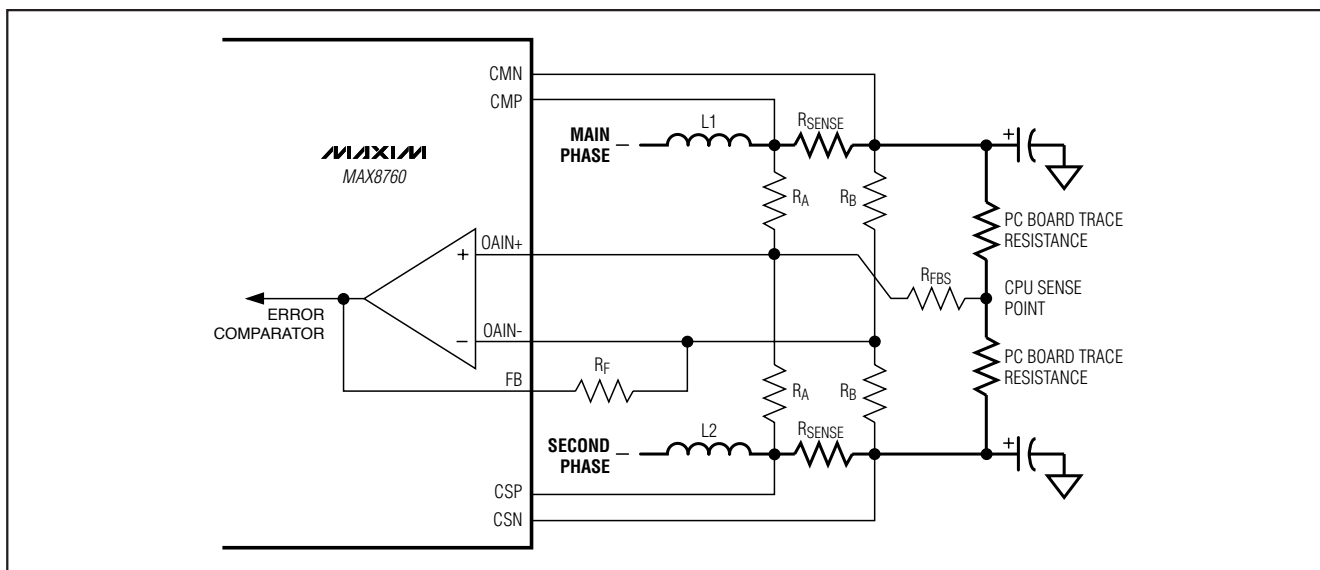 CMN
CMP
MAXIM
MAX8760
MAIN
PHASE
L1
RSENSE
+
RA
RB
PC BOARD TRACE
RESISTANCE
OAIN+
+
RFBS
CPU SENSE
POINT
ERROR
COMPARATOR
OAIN-
−
FB
RF
RA
RB
PC BOARD TRACE
RESISTANCE
SECOND
PHASE
L2
RSENSE
+
CSP
CSN